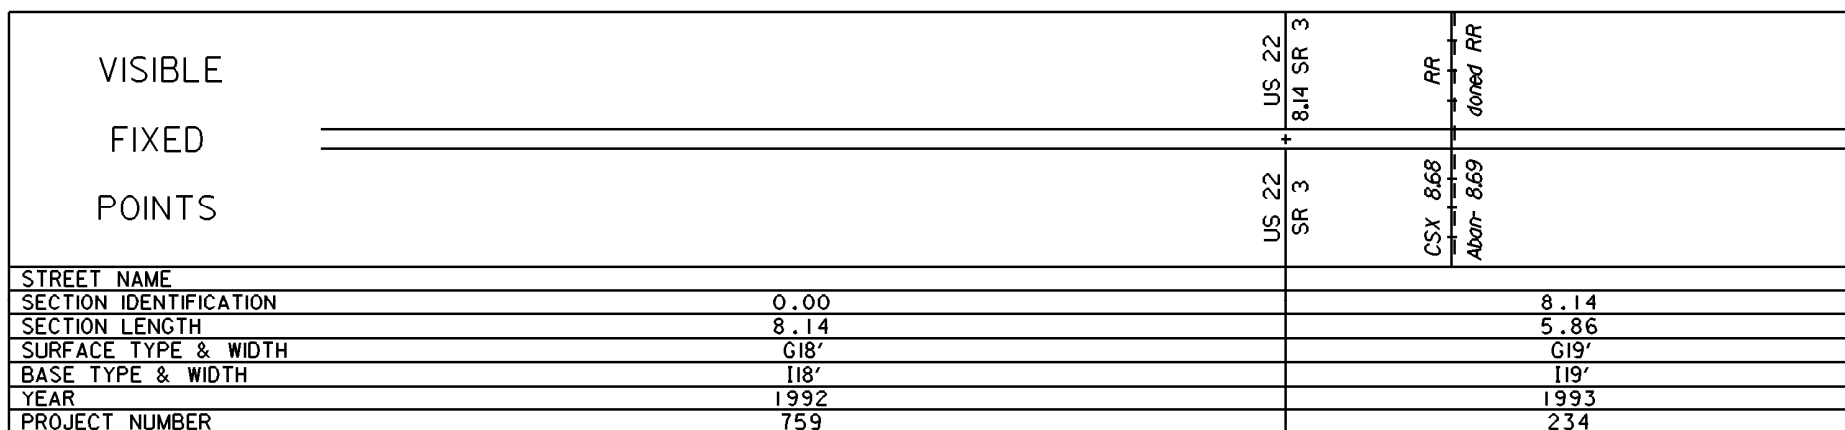 VISIBLE
FIXED
POINTS
US 22
8.14 SR 3
RR
doned RR
US 22
SR 3
CSX 8.68
Aban- 8.69
STREET NAME
SECTION IDENTIFICATION 0.00 8.14
SECTION LENGTH 8.14 5.86
SURFACE TYPE & WIDTH G18' G19'
BASE TYPE & WIDTH I18' I19'
YEAR 1992 1993
PROJECT NUMBER 759 234